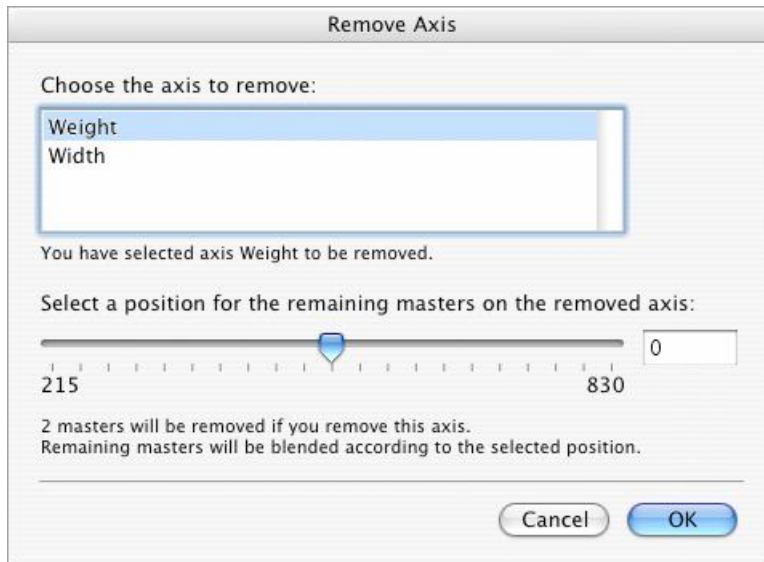 Remove Axis
Choose the axis to remove:
Weight
Width
You have selected axis Weight to be removed.
Select a position for the remaining masters on the removed axis:
0
215 830
2 masters will be removed if you remove this axis.
Remaining masters will be blended according to the selected position.
Cancel OK